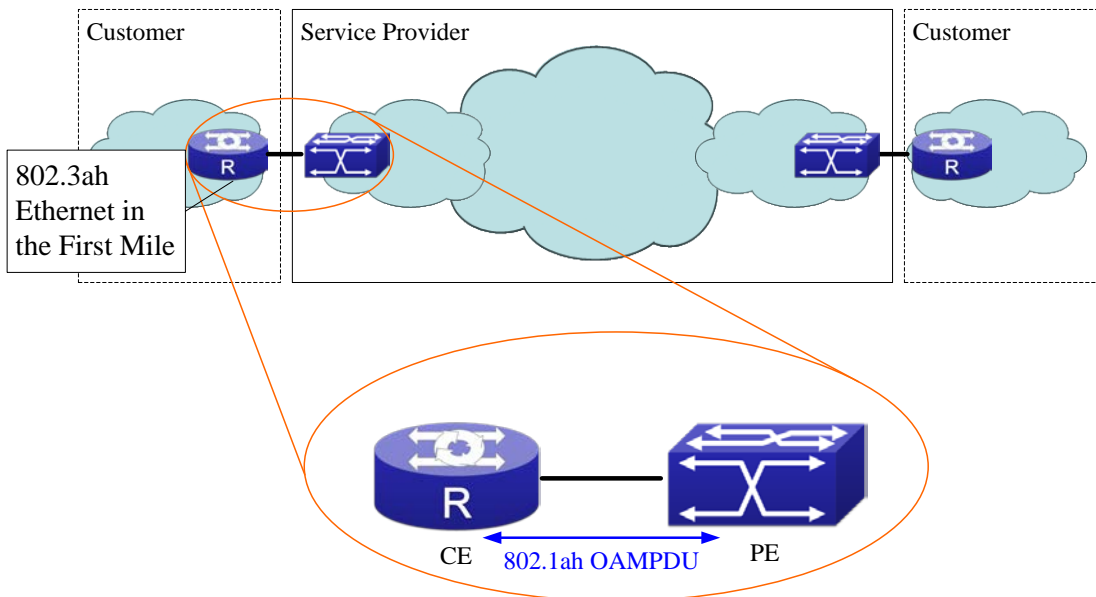 Customer
Service Provider
Customer
R
R
802.3ah
Ethernet in
the First Mile
R
CE
802.1ah OAMPDU
PE